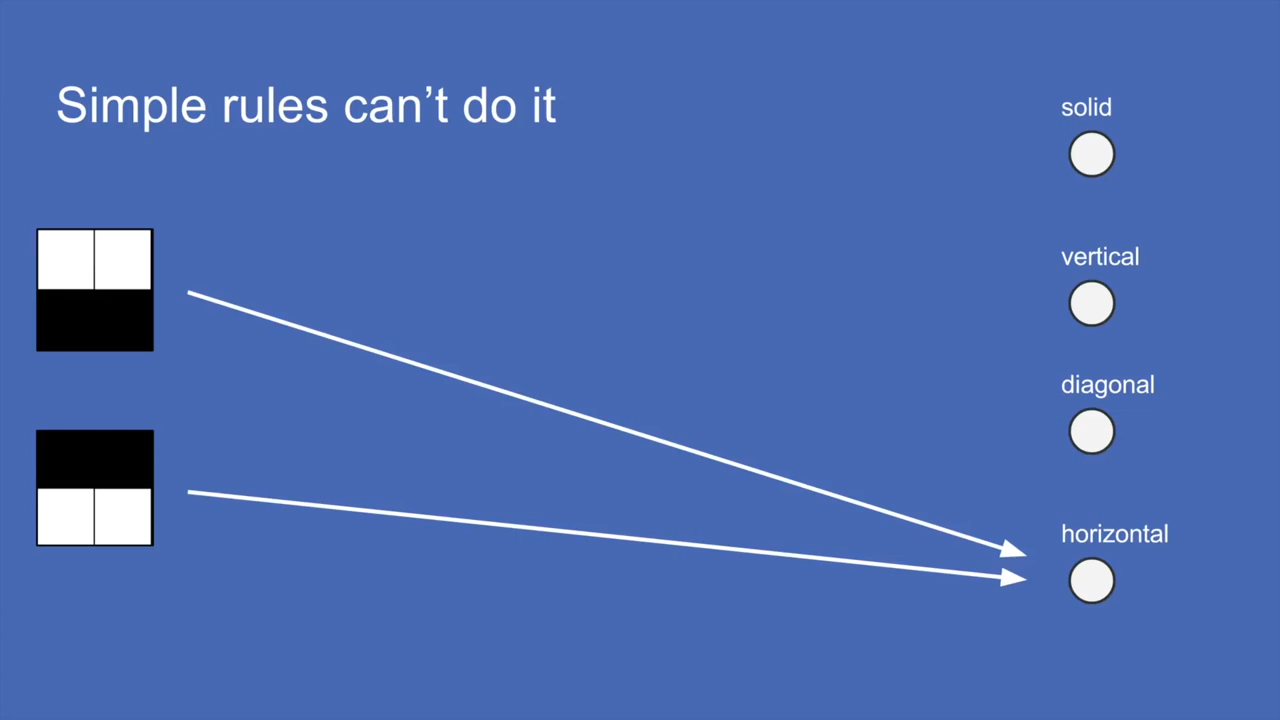 Simple rules can’t do it
solid
vertical
diagonal
horizontal